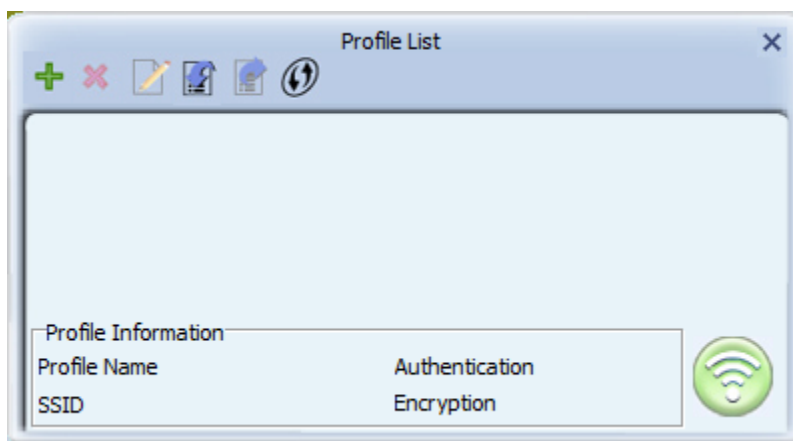 Profile List
Profile Information
Profile Name Authentication
SSID Encryption